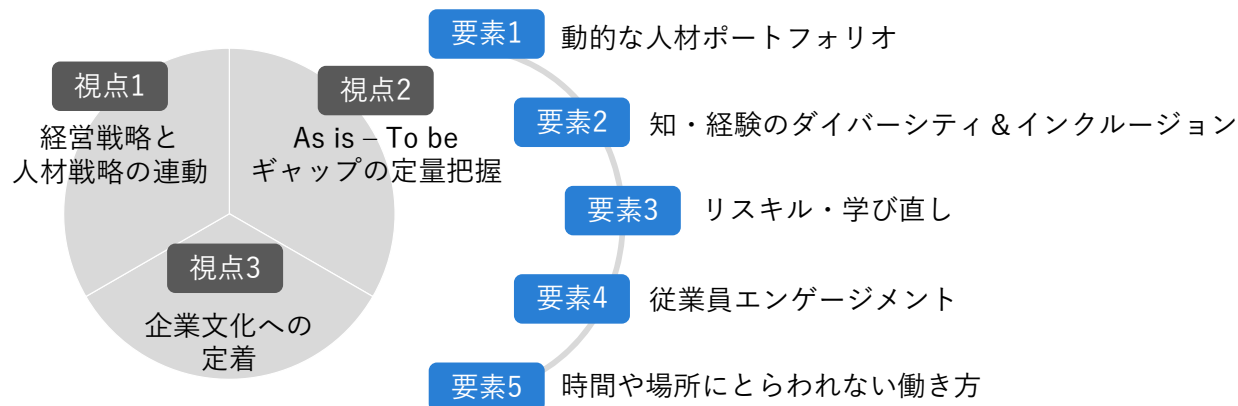 視点1
経営戦略と
人材戦略の連動
視点2
As is – To be
ギャップの定量把握
視点3
企業文化への
定着
要素1 動的な人材ポートフォリオ
要素2 知・経験のダイバーシティ＆インクルージョン
要素3 リスキル・学び直し
要素4 従業員エンゲージメント
要素5 時間や場所にとらわれない働き方